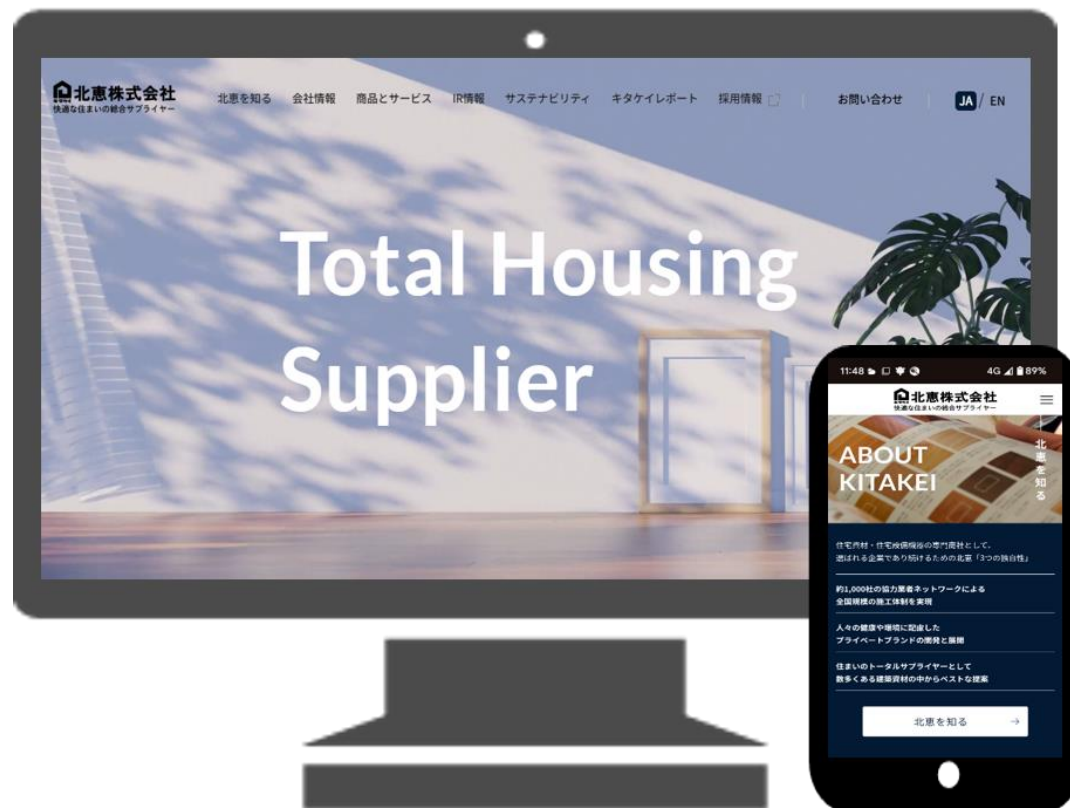 北恵株式会社
快適な住まいの総合サプライヤー
北恵を知る 会社情報 商品とサービス IR情報 サステナビリティ キタケイレポート 採用情報 お問い合わせ JA / EN
Total Housing
Supplier
11:48 4G 89%
北恵株式会社
快適な住まいの総合サプライヤー
ABOUT
KITAKEI
北恵を知る
住宅資材・住宅設備機器の専門商社として、
選ばれる企業であり続けるための北恵「3つの独自性」
約1,000社の協力業者ネットワークによる
全国規模の施工体制を実現
人々の健康や環境に配慮した
プライベートブランドの開発と展開
住まいのトータルサプライヤーとして
数多くある建築資材の中からベストな提案
北恵を知る →